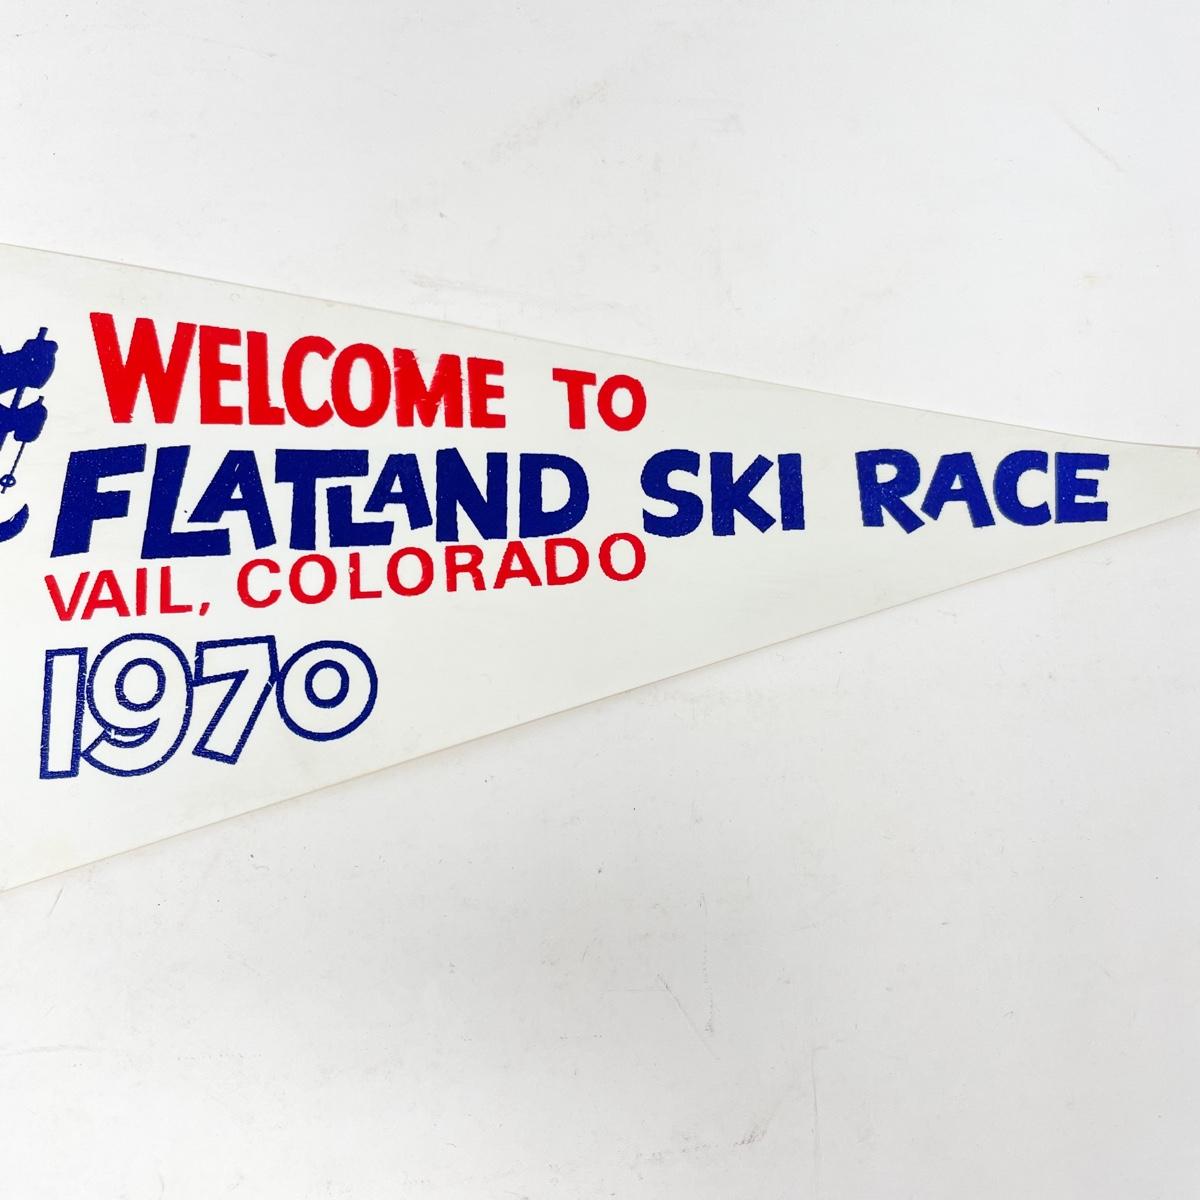 WELCOME TO
FLATLAND SKI RACE
VAIL, COLORADO
1970